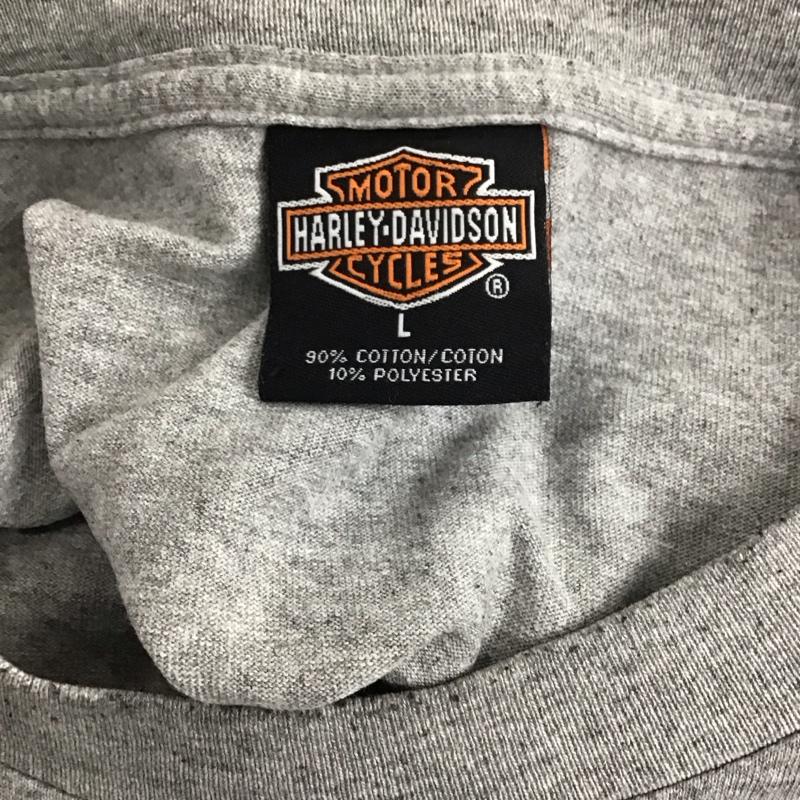 MOTOR
HARLEY-DAVIDSON
CYCLES
®
L
90% COTTON/COTON
10% POLYESTER